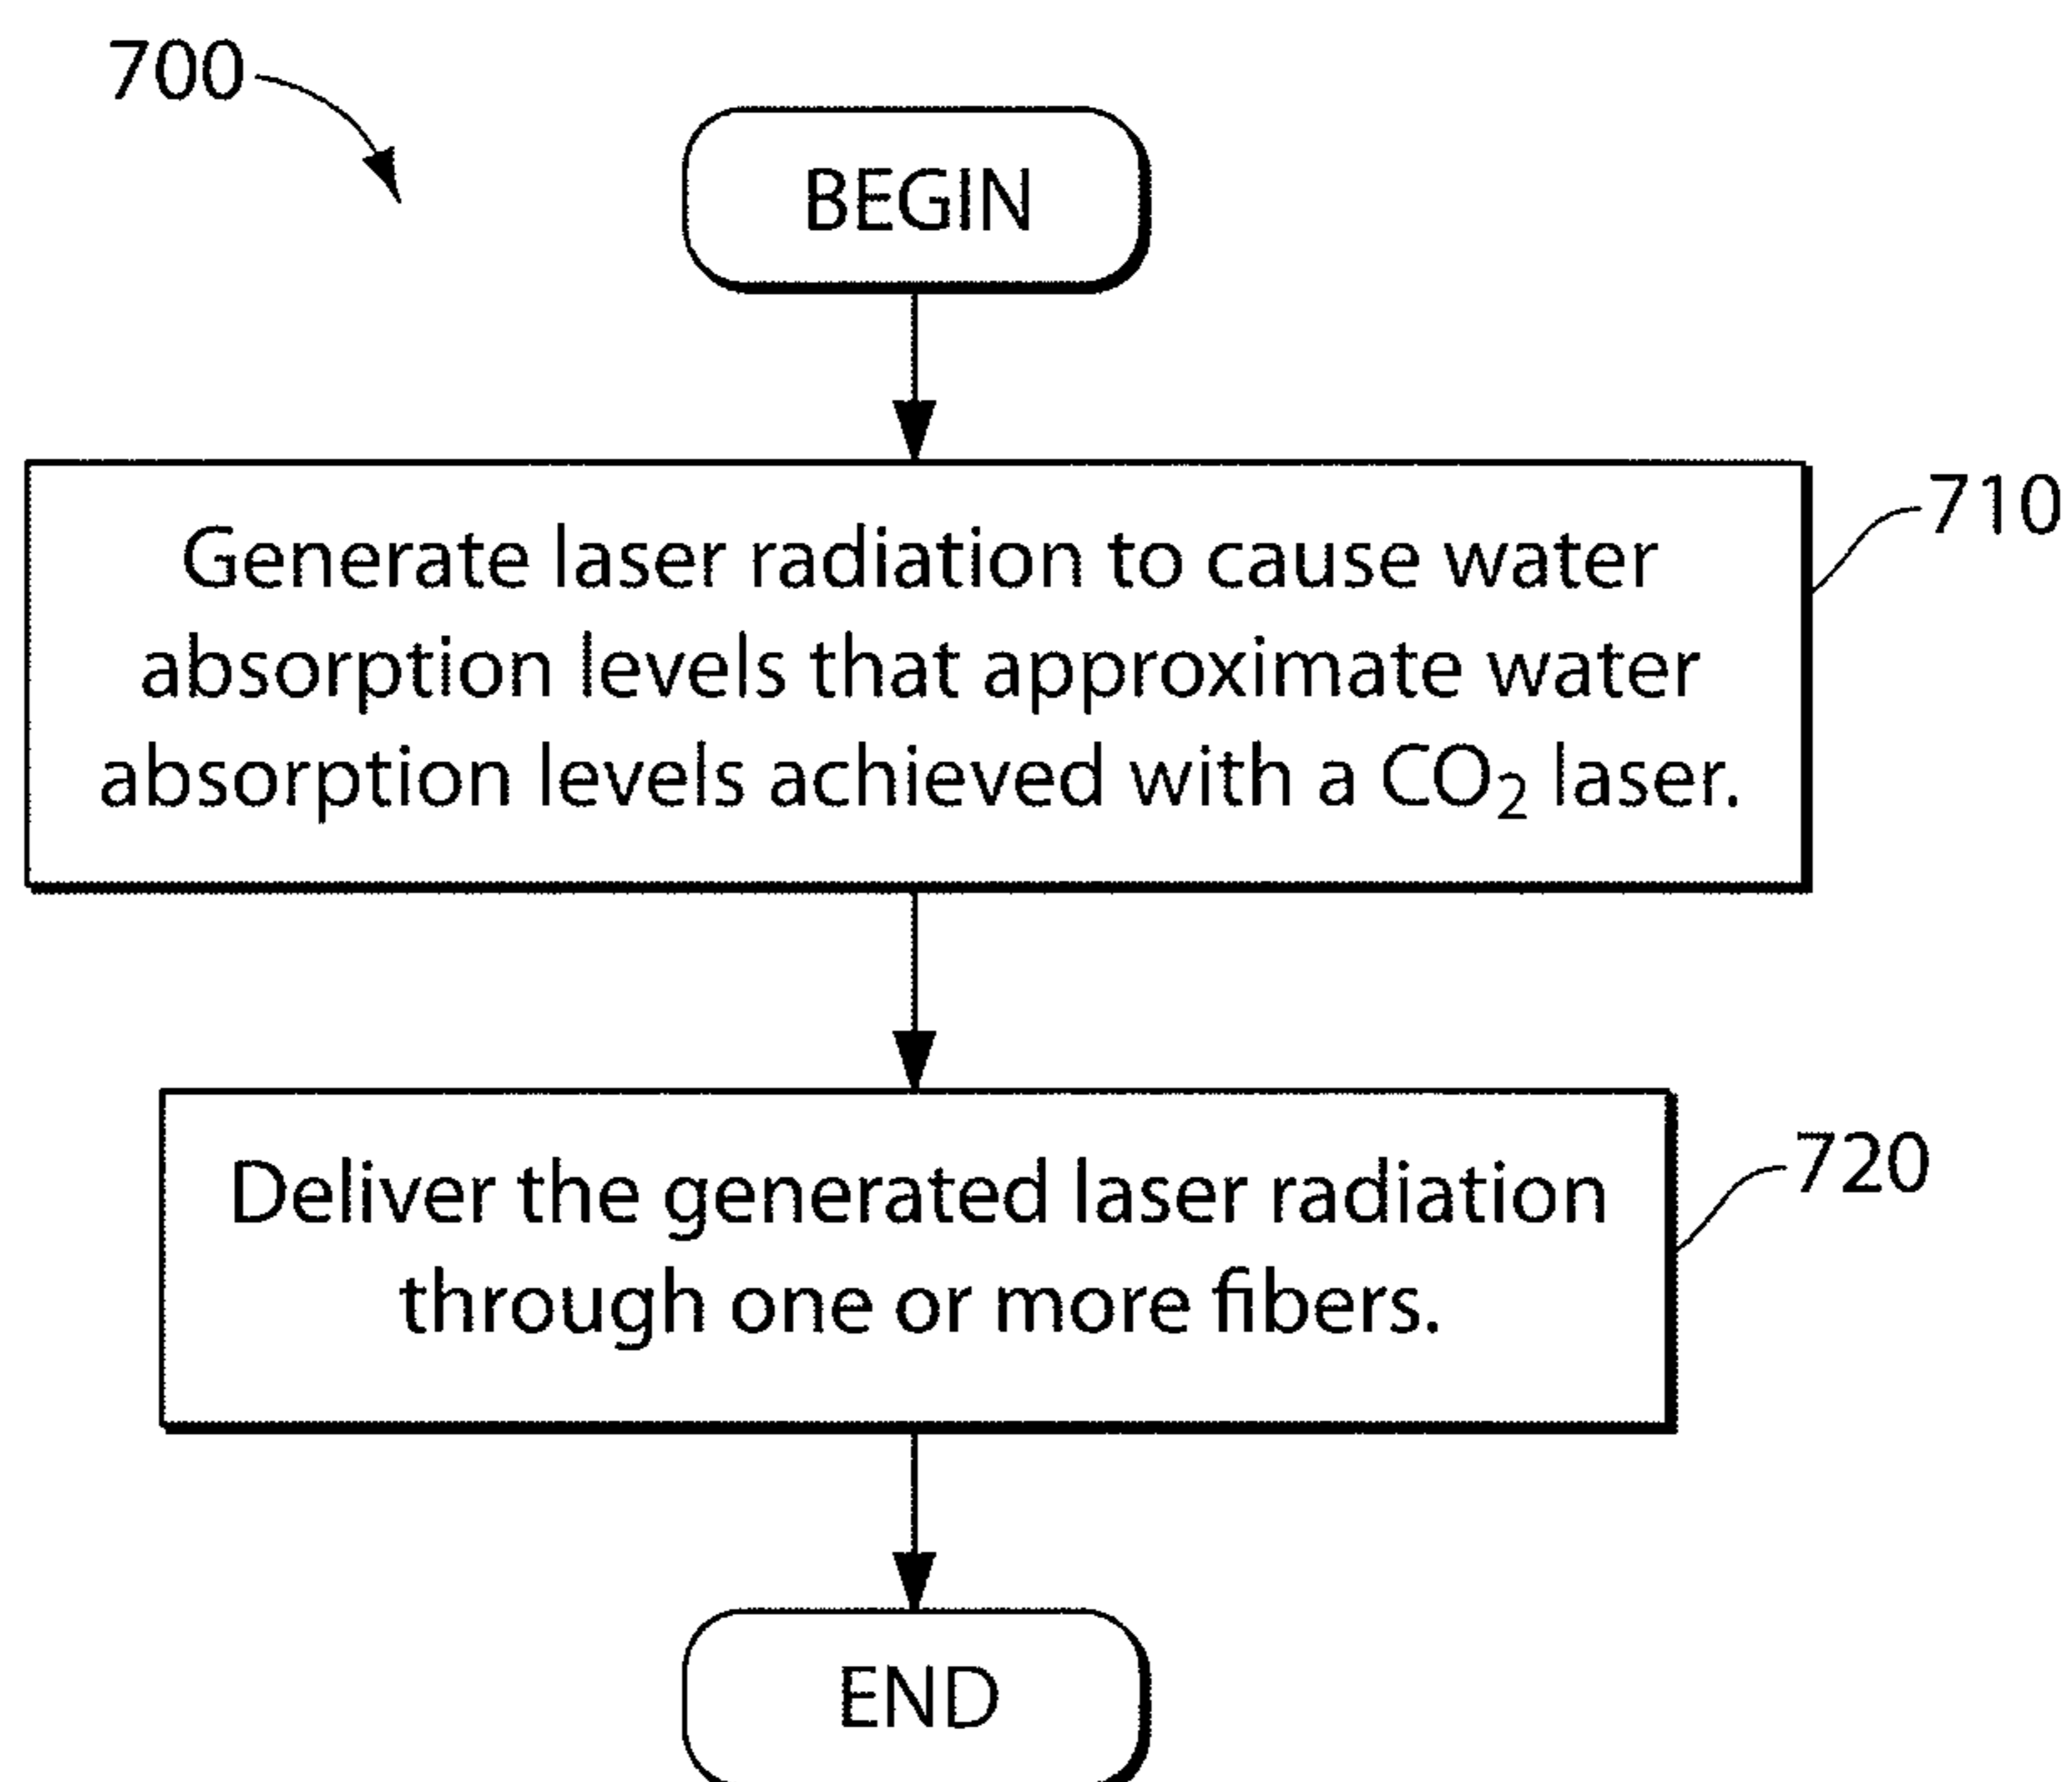 700
BEGIN
710
Generate laser radiation to cause water
absorption levels that approximate water
absorption levels achieved with a CO₂ laser.
720
Deliver the generated laser radiation
through one or more fibers.
END